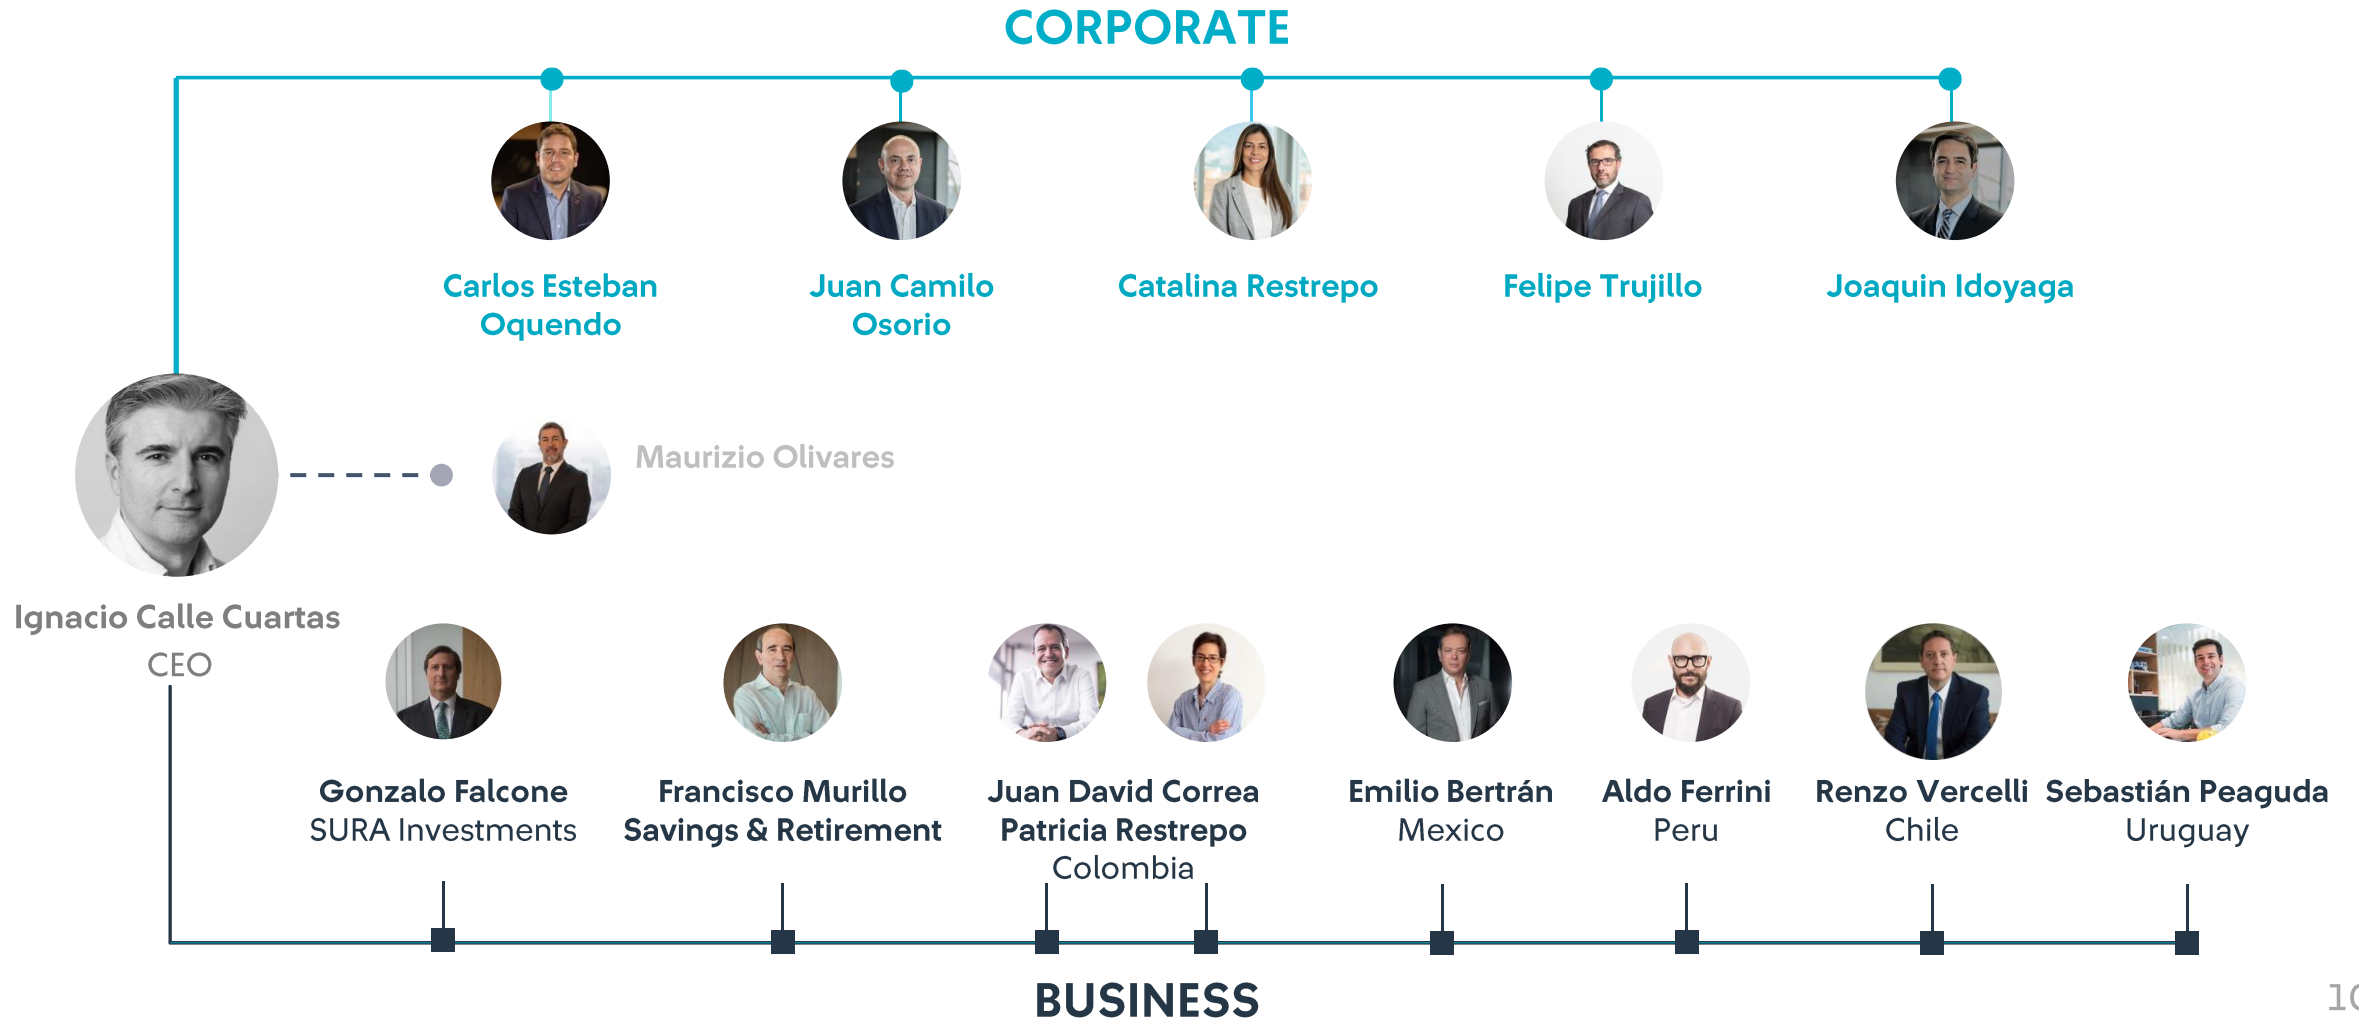 CORPORATE
Carlos Esteban
Oquendo
Juan Camilo
Osorio
Catalina Restrepo
Felipe Trujillo
Joaquin Idoyaga
Maurizio Olivares
Ignacio Calle Cuartas
CEO
Gonzalo Falcone
SURA Investments
Francisco Murillo
Savings & Retirement
Juan David Correa
Patricia Restrepo
Colombia
Emilio Bertrán
Mexico
Aldo Ferrini
Peru
Renzo Vercelli
Chile
Sebastián Peaguda
Uruguay
BUSINESS